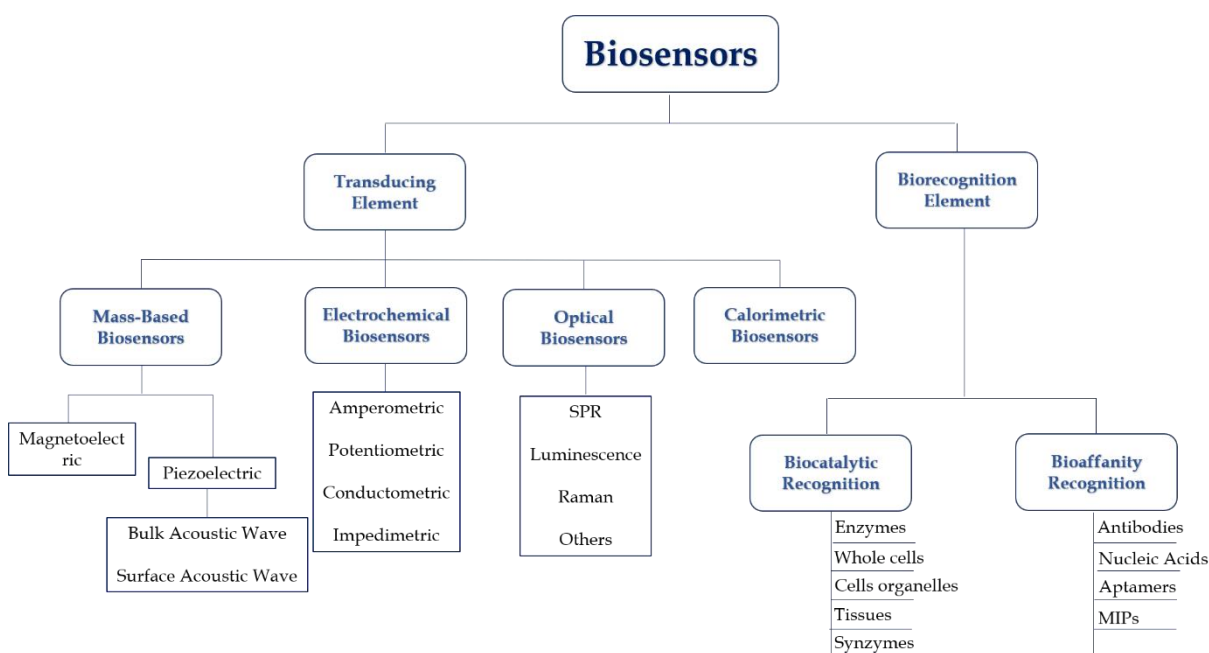 Biosensors
Transducing
Element
Biorecognition
Element
Mass-Based
Biosensors
Electrochemical
Biosensors
Optical
Biosensors
Calorimetric
Biosensors
Magnetoelect
ric
Piezoelectric
Bulk Acoustic Wave
Surface Acoustic Wave
Amperometric
Potentiometric
Conductometric
Impedimetric
SPR
Luminescence
Raman
Others
Biocatalytic
Recognition
Bioaffanity
Recognition
Enzymes
Whole cells
Cells organelles
Tissues
Synzymes
Antibodies
Nucleic Acids
Aptamers
MIPs